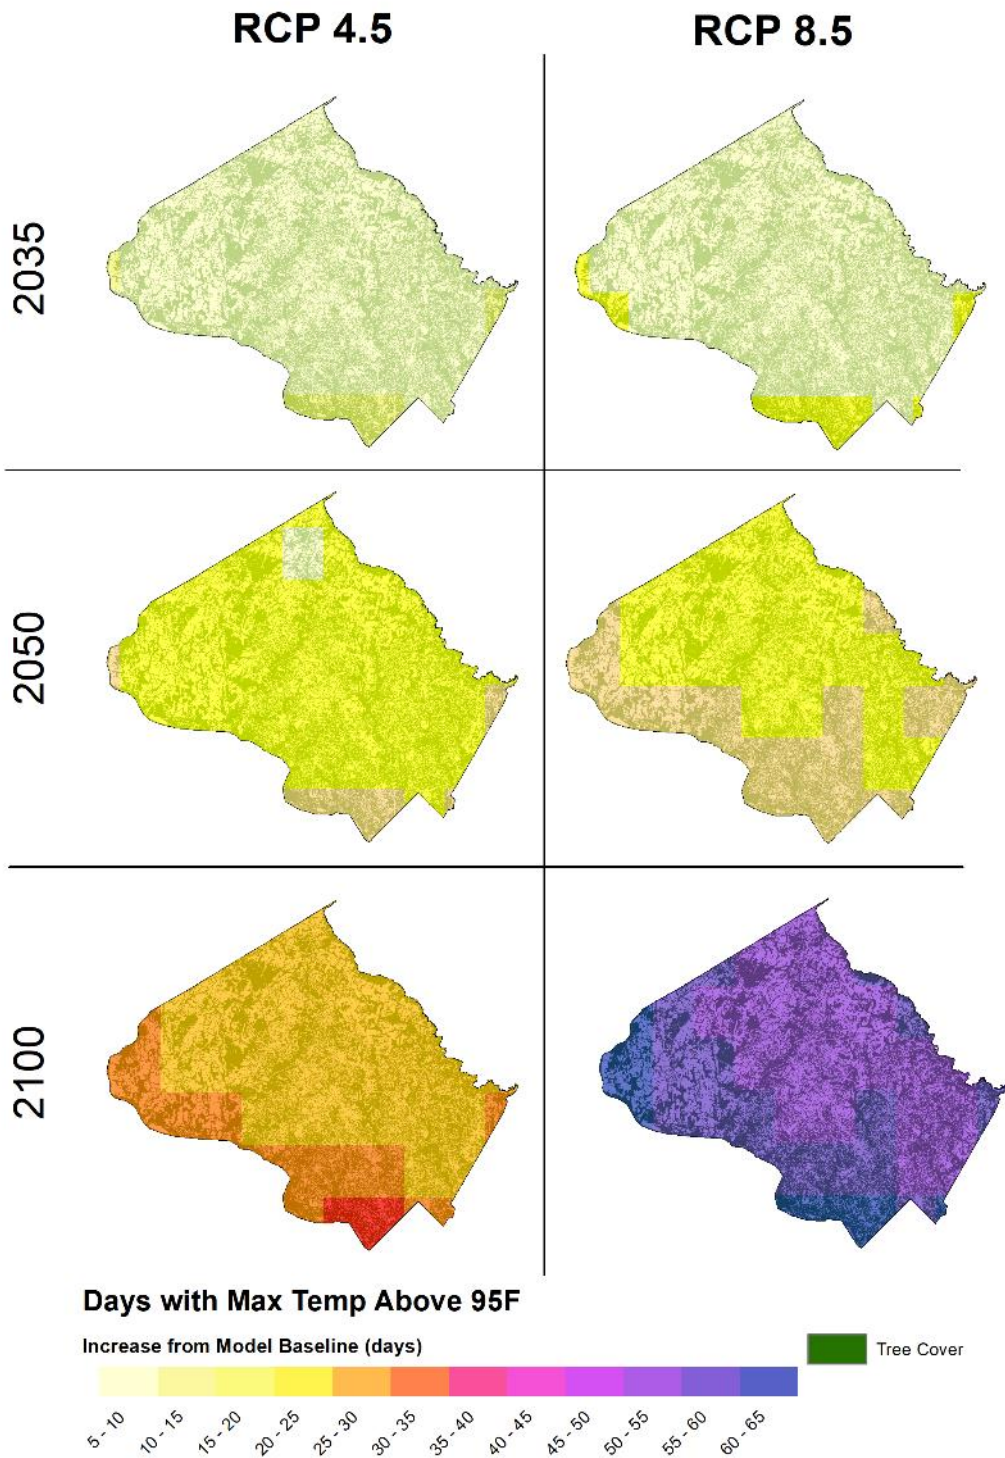 RCP 4.5
RCP 8.5
2035
2050
2100
Days with Max Temp Above 95F
Increase from Model Baseline (days)
Tree Cover
5 - 10
10 - 15
15 - 20
20 - 25
25 - 30
30 - 35
35 - 40
40 - 45
45 - 50
50 - 55
55 - 60
60 - 65